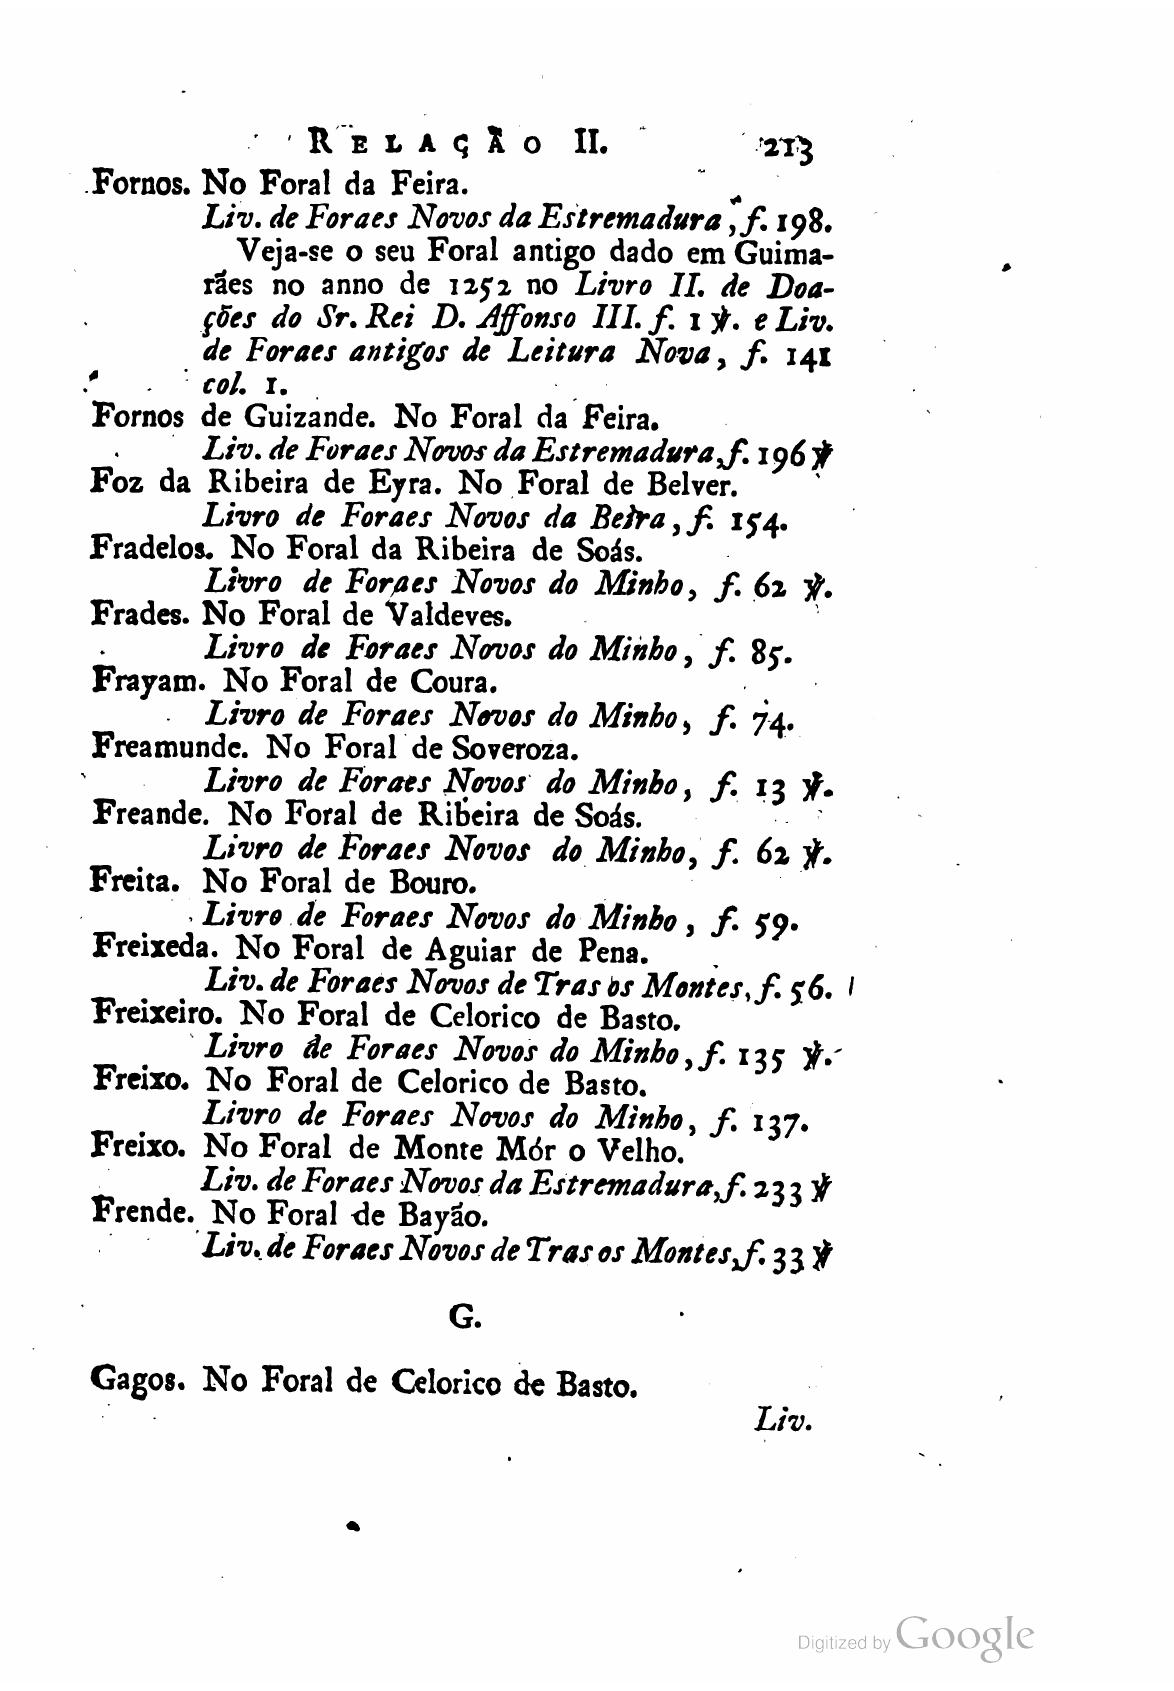 RELAÇÃO II. 213
Fornos. No Foral da Feira.
Liv. de Foraes Novos da Estremadura, f. 198.
Veja-se o seu Foral antigo dado em Guima-
rães no anno de 1252 no Livro II. de Doa-
ções do Sr. Rei D. Affonso III. f. 1 ℣. e Liv.
de Foraes antigos de Leitura Nova, f. 141
col. 1.
Fornos de Guizande. No Foral da Feira.
Liv. de Foraes Novos da Estremadura, f. 196 ℣
Foz da Ribeira de Eyra. No Foral de Belver.
Livro de Foraes Novos da Beira, f. 154.
Fradelos. No Foral da Ribeira de Soás.
Livro de Foraes Novos do Minho, f. 62 ℣.
Frades. No Foral de Valdeves.
Livro de Foraes Novos do Minho, f. 85.
Frayam. No Foral de Coura.
Livro de Foraes Novos do Minho, f. 74.
Freamunde. No Foral de Soveroza.
Livro de Foraes Novos do Minho, f. 13 ℣.
Freande. No Foral de Ribeira de Soás.
Livro de Foraes Novos do Minho, f. 62 ℣.
Freita. No Foral de Bouro.
Livro de Foraes Novos do Minho, f. 59.
Freixeda. No Foral de Aguiar de Pena.
Liv. de Foraes Novos de Tras os Montes, f. 56.
Freixeiro. No Foral de Celorico de Basto.
Livro de Foraes Novos do Minho, f. 135 ℣.
Freixo. No Foral de Celorico de Basto.
Livro de Foraes Novos do Minho, f. 137.
Freixo. No Foral de Monte Mór o Velho.
Liv. de Foraes Novos da Estremadura, f. 233 ℣
Frende. No Foral de Bayão.
Liv. de Foraes Novos de Tras os Montes, f. 33 ℣
G.
Gagos. No Foral de Celorico de Basto.
Liv.
Digitized by Google